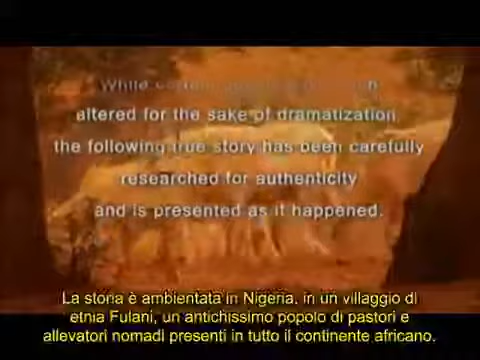 While
altered for the sake of dramatization,
the following true story has been carefully
researched for authenticity
and is presented as it happened.
La storia è ambientata in Nigeria, in un villaggio di
etnia Fulani, un antichissimo popolo di pastori e
allevatori nomadi presenti in tutto il continente africano.